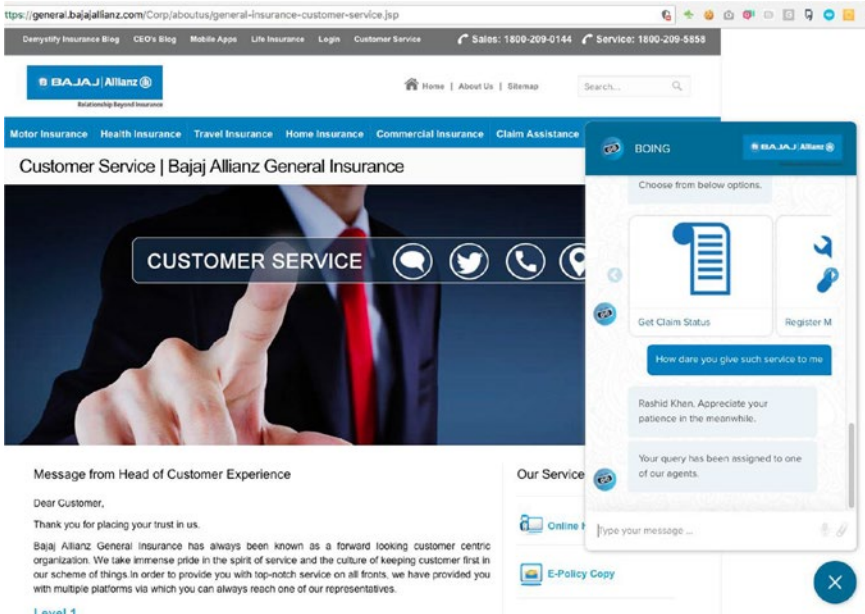 ttps://general.bajajallianz.com/Corp/aboutus/general-insurance-customer-service.jsp
Demystify Insurance Blog CEO's Blog Mobile Apps Life Insurance Login Customer Service Sales: 1800-209-0144 Service: 1800-209-5858
BAJAJ Allianz
Relationship Beyond Insurance
Home | About Us | Sitemap Search...
Motor Insurance Health Insurance Travel Insurance Home Insurance Commercial Insurance Claim Assistance
Customer Service | Bajaj Allianz General Insurance
CUSTOMER SERVICE
Message from Head of Customer Experience
Dear Customer,
Thank you for placing your trust in us.
Bajaj Allianz General Insurance has always been known as a forward looking customer centric
organization. We take immense pride in the spirit of service and the culture of keeping customer first in
our scheme of things.In order to provide you with top-notch service on all fronts, we have provided you
with multiple platforms via which you can always reach one of our representatives.
Level 1
Our Service
Online H
E-Policy Copy
BOING
BAJAJ Allianz
Choose from below options.
Get Claim Status
Register M
How dare you give such service to me
Rashid Khan, Appreciate your
patience in the meanwhile.
Your query has been assigned to one
of our agents.
Type your message ...